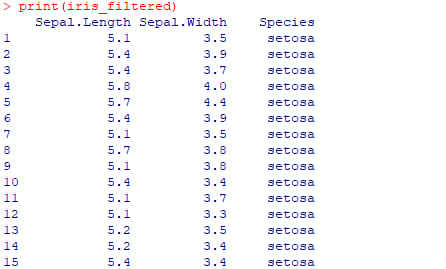 > print(iris_filtered)
Sepal.Length Sepal.Width Species
1 5.1 3.5 setosa
2 5.4 3.9 setosa
3 5.4 3.7 setosa
4 5.8 4.0 setosa
5 5.7 4.4 setosa
6 5.4 3.9 setosa
7 5.1 3.5 setosa
8 5.7 3.8 setosa
9 5.1 3.8 setosa
10 5.4 3.4 setosa
11 5.1 3.7 setosa
12 5.1 3.3 setosa
13 5.2 3.5 setosa
14 5.2 3.4 setosa
15 5.4 3.4 setosa